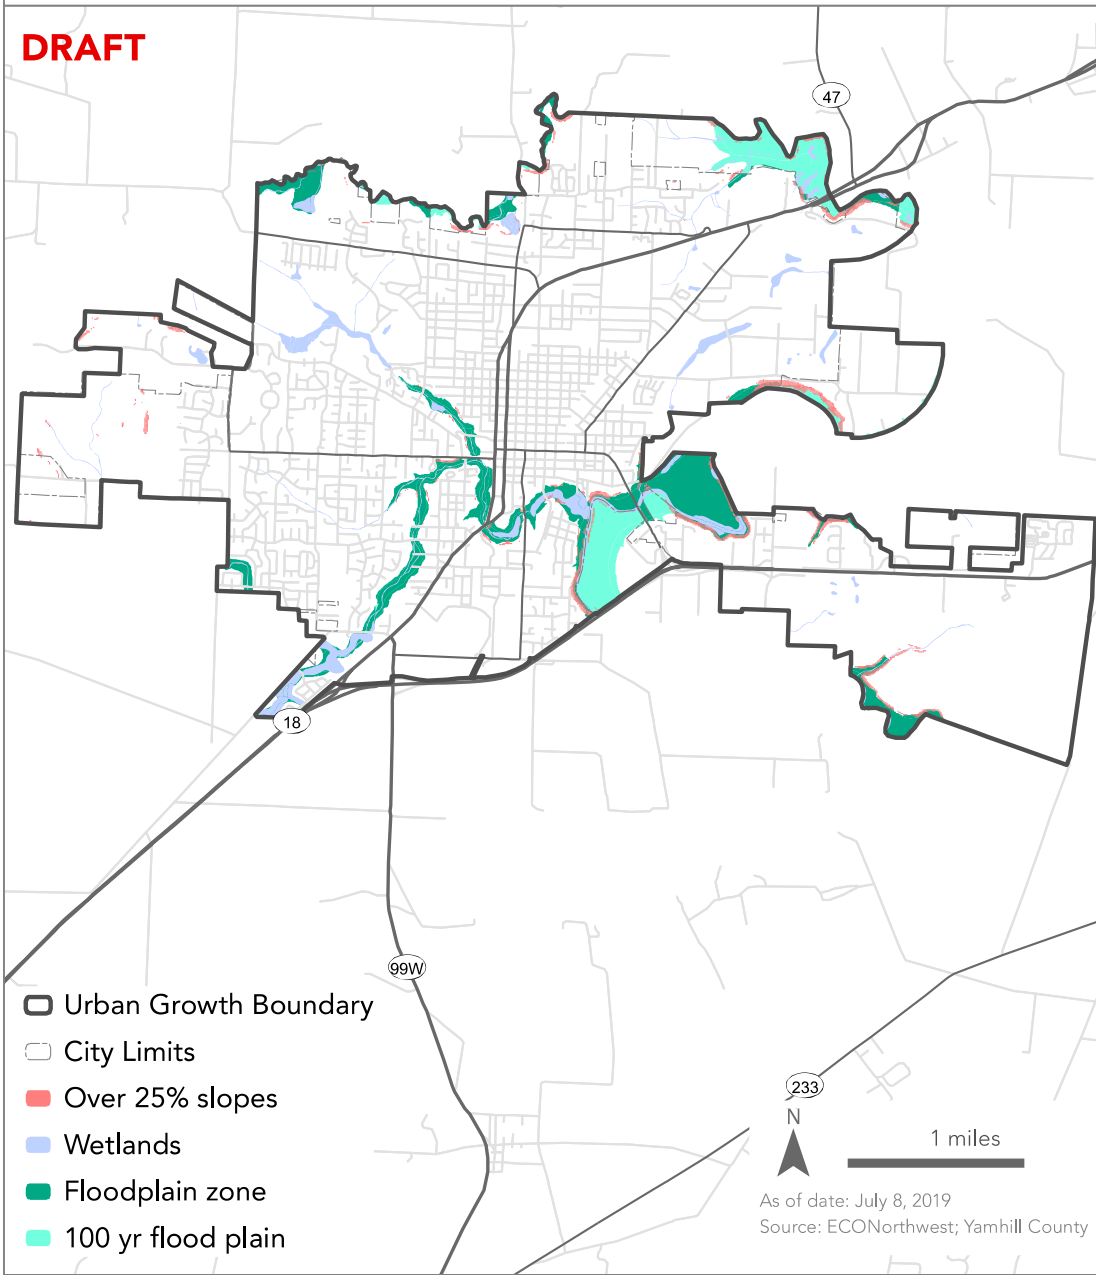 DRAFT
47
18
99W
233
Urban Growth Boundary
City Limits
Over 25% slopes
Wetlands
Floodplain zone
100 yr flood plain
N
1 miles
As of date: July 8, 2019
Source: ECONorthwest; Yamhill County